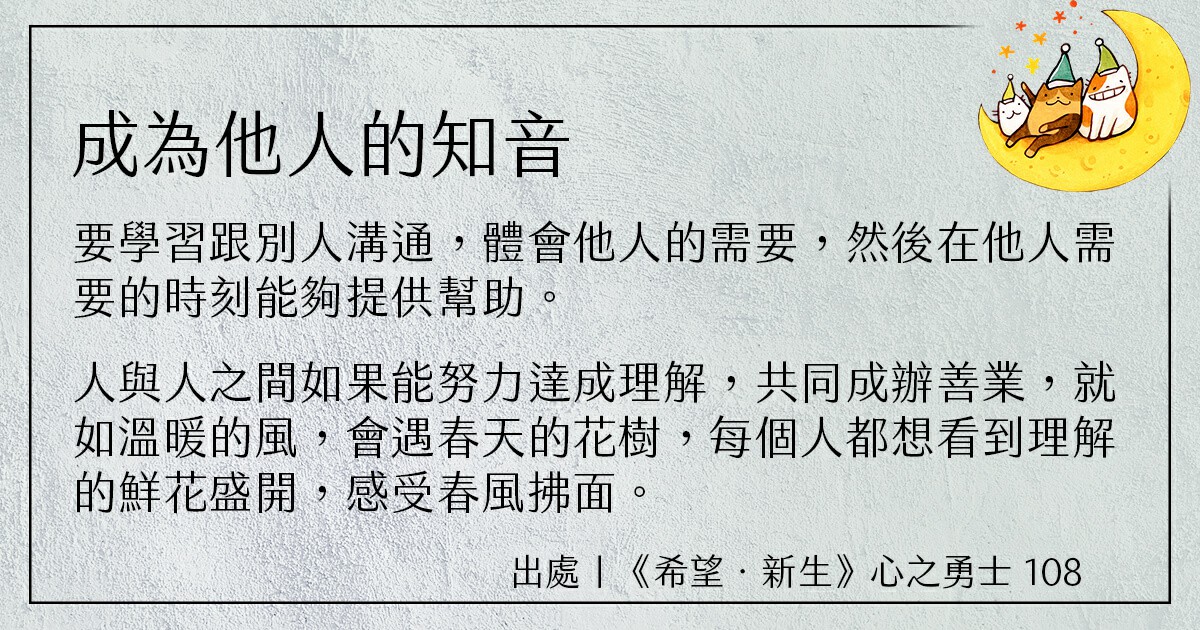 成為他人的知音
要學習跟別人溝通，體會他人的需要，然後在他人需
要的時刻能夠提供幫助。
人與人之間如果能努力達成理解，共同成辦善業，就
如溫暖的風，會遇春天的花樹，每個人都想看到理解
的鮮花盛開，感受春風拂面。
出處｜《希望．新生》心之勇士 108